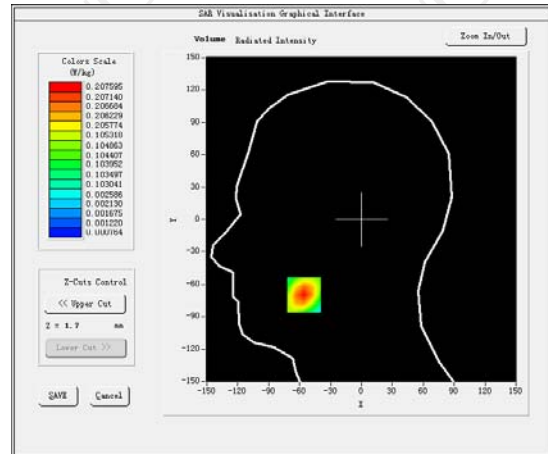 SAR Visualisation Graphical Interface
Volume Radiated Intensity
Zoom In/Out
Colors Scale
(W/kg)
0.207595
0.207140
0.206684
0.206229
0.205774
0.105318
0.104863
0.104407
0.103952
0.103497
0.103041
0.002586
0.002130
0.001675
0.001220
0.000764
Z-Cuts Control
<< Upper Cut
Z = 1.7 mm
Lower Cut >>
SAVE Cancel
150
120
90
60
30
0
-30
-60
-90
-120
-150
Y
-150 -120 -90 -60 -30 0 30 60 90 120 150
X